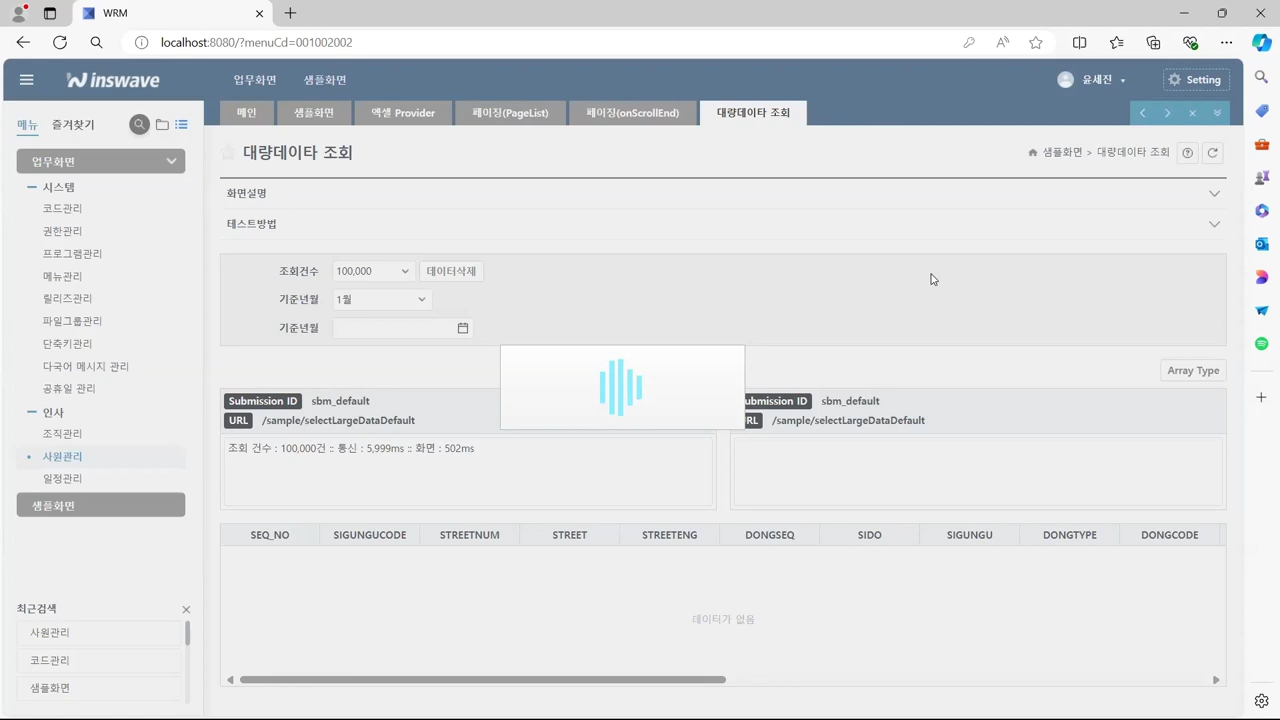 WRM
localhost:8080/?menuCd=001002002
inswave
업무화면
샘플화면
윤세진
Setting
메뉴
즐겨찾기
메인
샘플화면
엑셀 Provider
페이징(PageList)
페이징(onScrollEnd)
대량데이타 조회
업무화면
시스템
코드관리
권한관리
프로그램관리
메뉴관리
릴리즈관리
파일그룹관리
단축키관리
다국어 메시지 관리
공휴일 관리
인사
조직관리
사원관리
일정관리
샘플화면
최근검색
사원관리
코드관리
샘플화면
대량데이타 조회
샘플화면 > 대량데이타 조회
화면설명
테스트방법
조회건수 100,000 데이터삭제
기준년월 1월
기준년월
Array Type
Submission ID sbm_default
URL /sample/selectLargeDataDefault
조회 건수 : 100,000건 :: 통신 : 5,999ms :: 화면 : 502ms
ubmission ID sbm_default
RL /sample/selectLargeDataDefault
SEQ_NO SIGUNGUCODE STREETNUM STREET STREETENG DONGSEQ SIDO SIGUNGU DONGTYPE DONGCODE
데이터가 없음